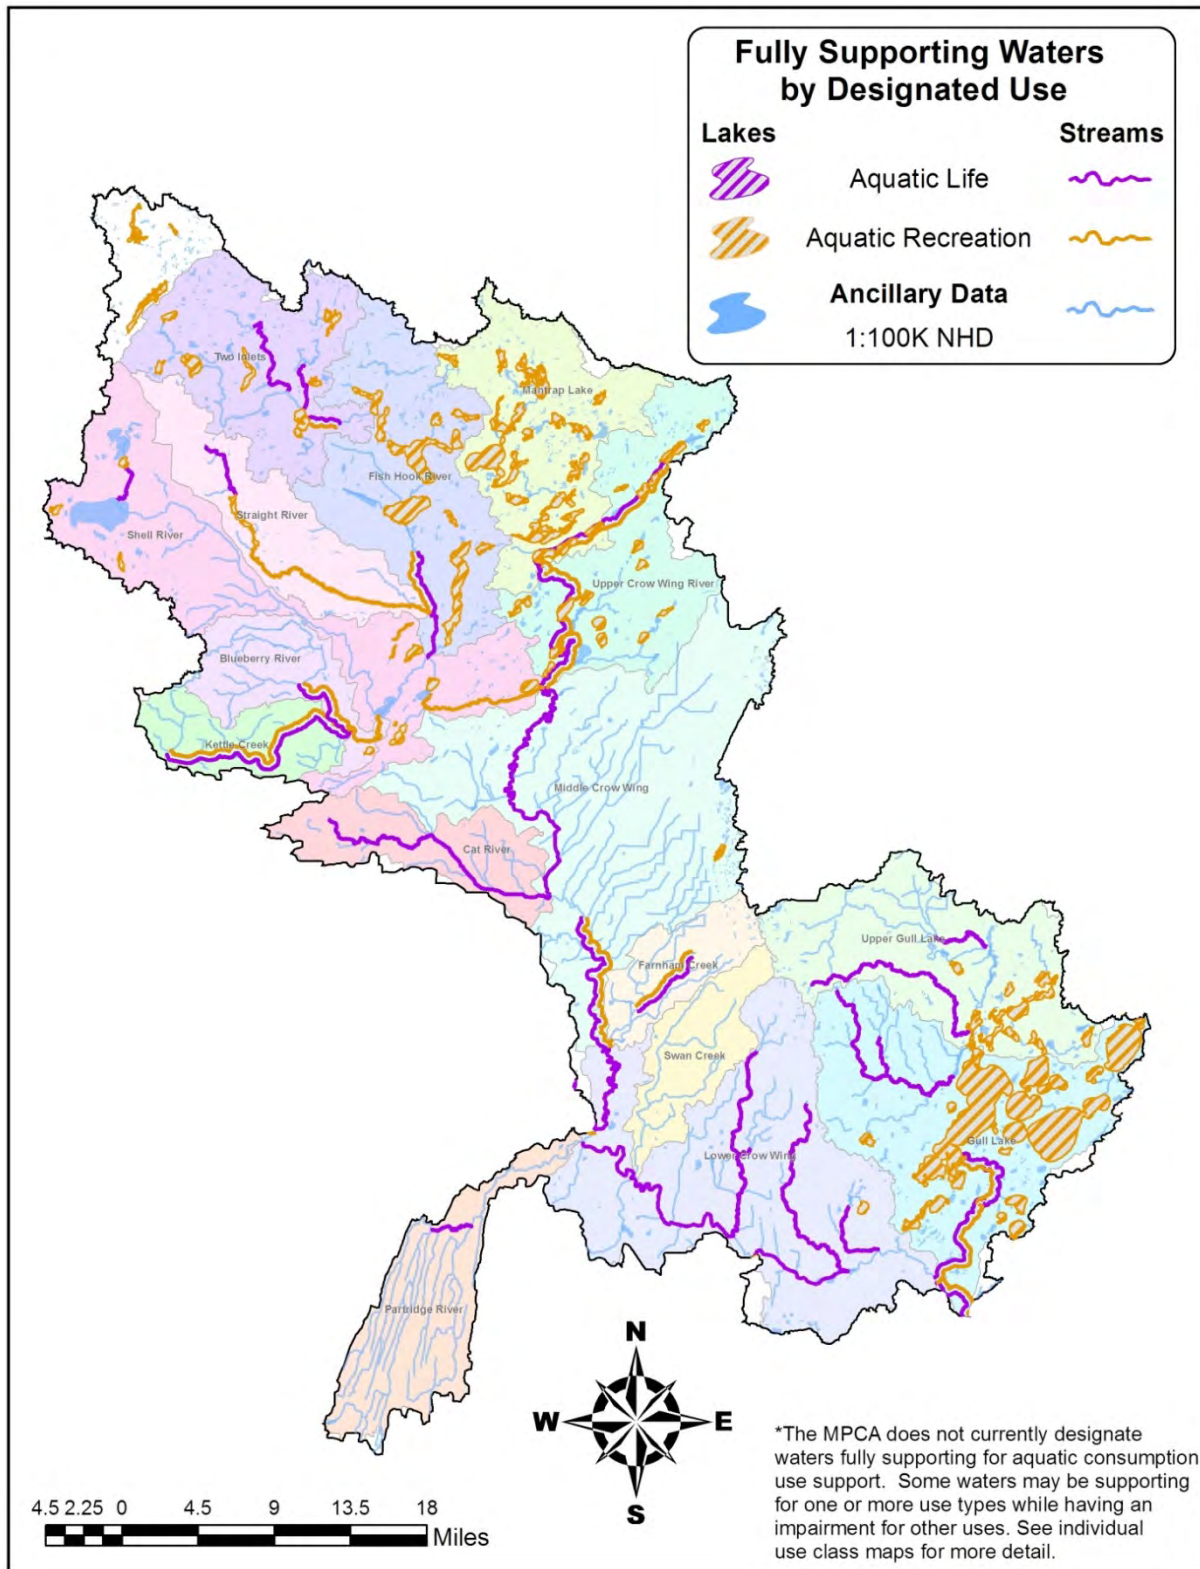 Fully Supporting Waters
by Designated Use
Lakes
Streams
Aquatic Life
Aquatic Recreation
Ancillary Data
1:100K NHD
Two Inlets
Mantrap Lake
Fish Hook River
Straight River
Shell River
Upper Crow Wing River
Blueberry River
Kettle Creek
Middle Crow Wing
Cat River
Upper Gull Lake
Farnham Creek
Swan Creek
Gull Lake
Lower Crow Wing
Partridge River
N
W
E
S
4.5 2.25 0 4.5 9 13.5 18
Miles
*The MPCA does not currently designate
waters fully supporting for aquatic consumption
use support. Some waters may be supporting
for one or more use types while having an
impairment for other uses. See individual
use class maps for more detail.